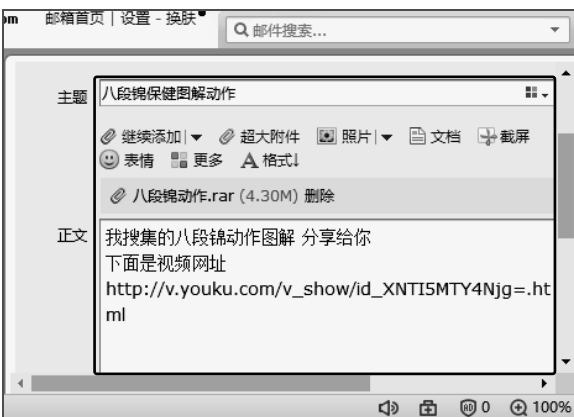 om 邮箱首页 | 设置 - 换肤
邮件搜索...
主题 八段锦保健图解动作
继续添加 | 超大附件 照片 | 文档 截屏
表情 更多 A 格式↓
八段锦动作.rar (4.30M) 删除
正文 我搜集的八段锦动作图解 分享给你
下面是视频网址
http://v.youku.com/v_show/id_XNTI5MTY4Njg=.ht
ml
0 100%